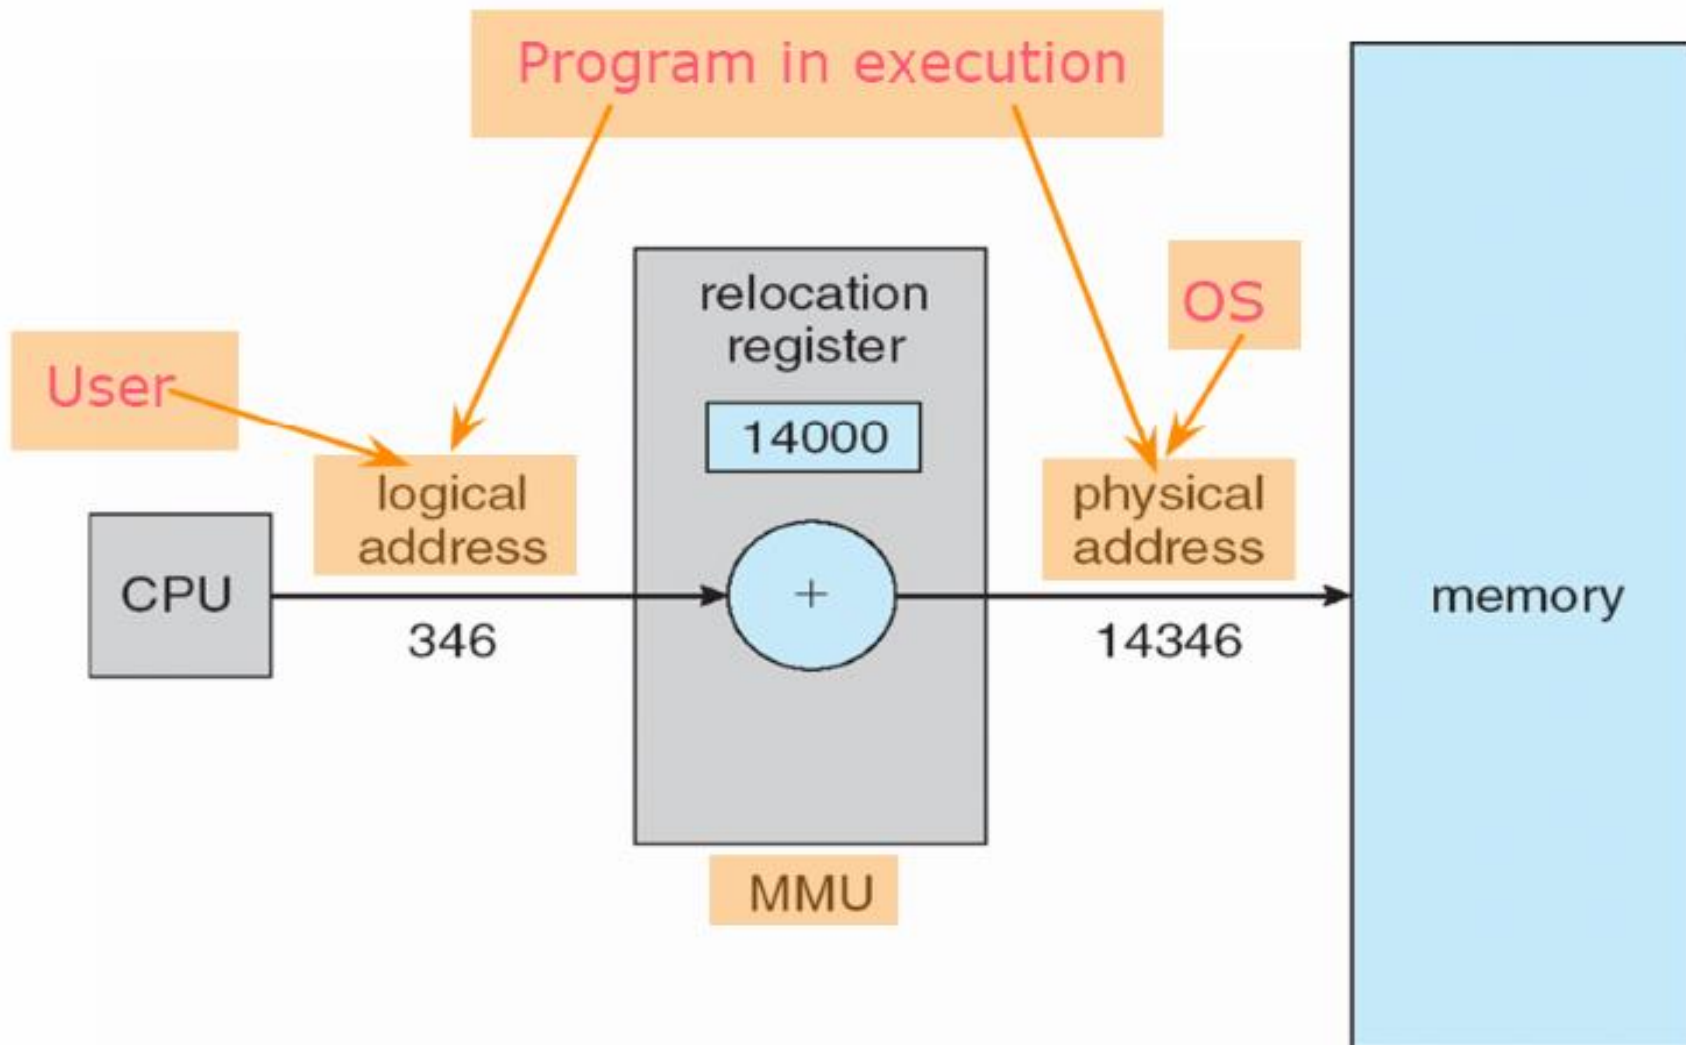 Program in execution
relocation
register
OS
User
14000
logical
address
physical
address
CPU
+
memory
346
14346
MMU